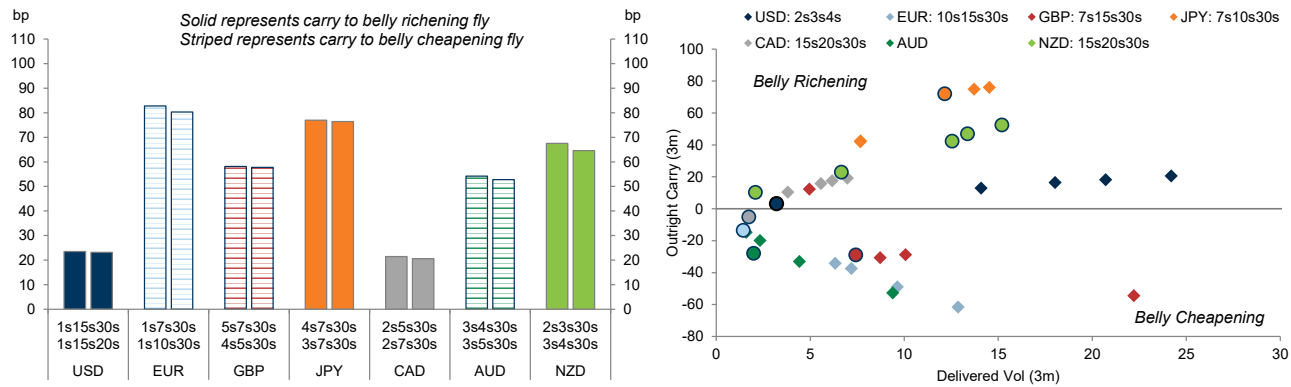 bp
Solid represents carry to belly richening fly
Striped represents carry to belly cheapening fly
bp
110
100
90
80
70
60
50
40
30
20
10
0
110
100
90
80
70
60
50
40
30
20
10
0
1s15s30s 1s7s30s 5s7s30s 4s7s30s 2s5s30s 3s4s30s 2s3s30s
1s15s20s 1s10s30s 4s5s30s 3s7s30s 2s7s30s 3s5s30s 3s4s30s
USD EUR GBP JPY CAD AUD NZD
USD: 2s3s4s EUR: 10s15s30s GBP: 7s15s30s JPY: 7s10s30s
CAD: 15s20s30s AUD NZD: 15s20s30s
Outright Carry (3m)
100
80
60
40
20
0
-20
-40
-60
-80
Belly Richening
Belly Cheapening
0 5 10 15 20 25 30
Delivered Vol (3m)